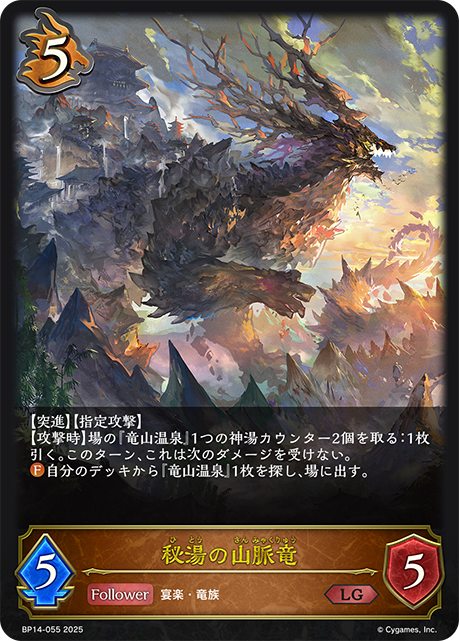 5
【突進】【指定攻撃】
【攻撃時】場の『竜山温泉』1つの神湯カウンター2個を取る：1枚
引く。このターン、これは次のダメージを受けない。
Ⓕ自分のデッキから『竜山温泉』1枚を探し、場に出す。
ひとう さんみゃくりゅう
秘湯の山脈竜
5
Follower 宴楽・竜族
LG
5
BP14-055 2025
© Cygames, Inc.